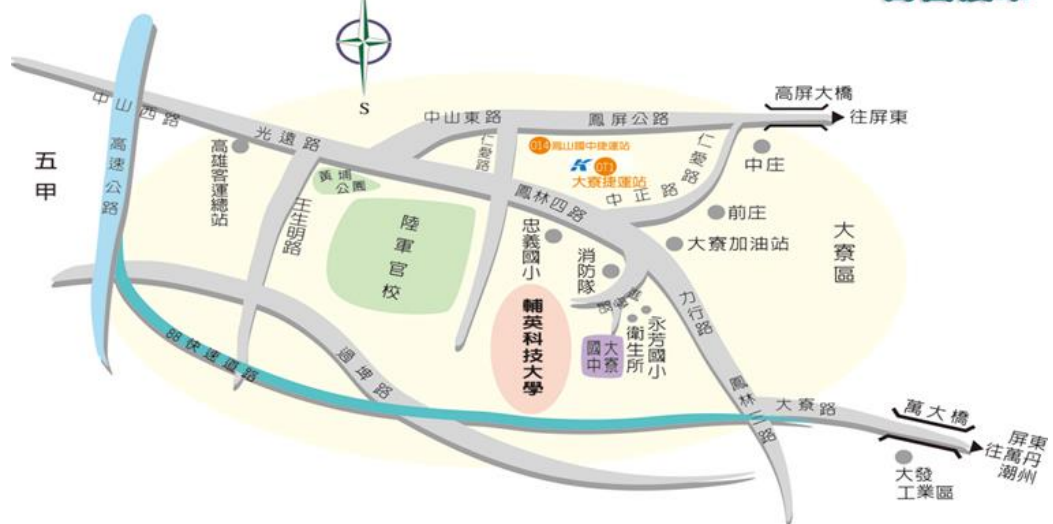 S
高屏大橋
往屏東
中山東路
鳳屏公路
仁愛路
仁愛路
中山西路
光遠路
O14鳳山國中捷運站
OT1
大寮捷運站
中庄
五甲
高速公路
高雄客運總站
黃埔公園
壬生明路
陸軍官校
鳳林四路
中正路
前庄
大寮加油站
大寮區
忠義國小
消防隊
輔英科技大學
力行路
永芳國小
衛生所
大寮國中
88快速道路
過埤路
鳳林三路
大寮路
萬大橋
屏東
往萬丹
潮州
大發
工業區